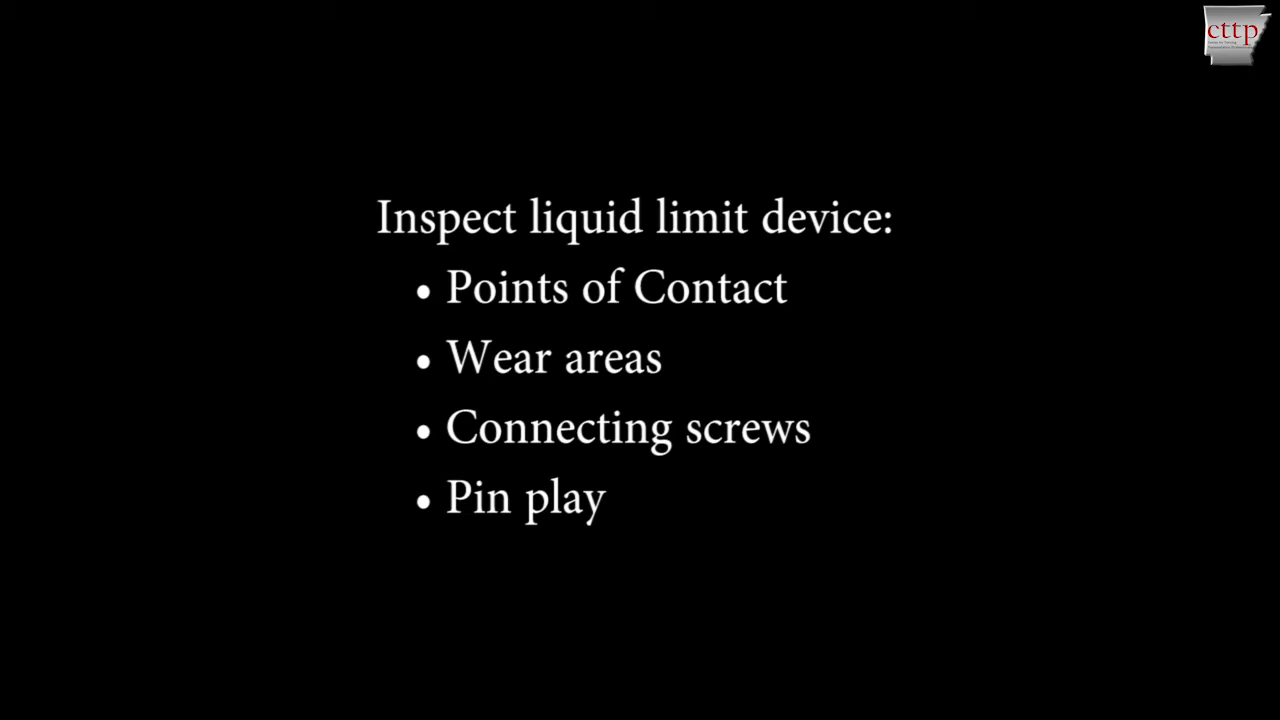 cttp
Inspect liquid limit device:
• Points of Contact
• Wear areas
• Connecting screws
• Pin play